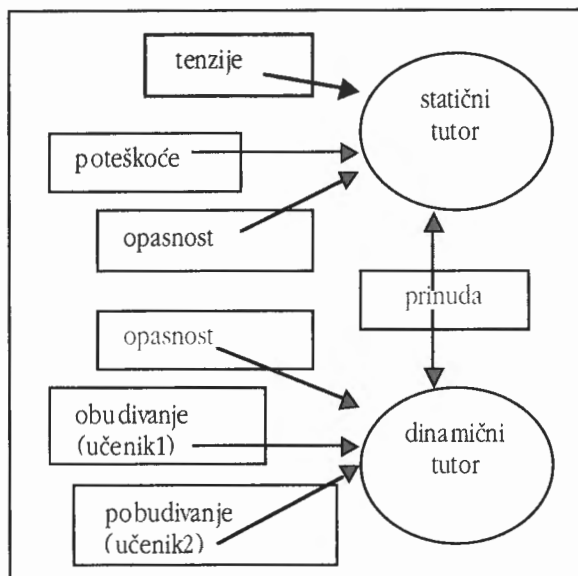 tenzije
statični
tutor
poteškoće
opasnost
prinuda
opasnost
obudivanje
(učenik1)
dinamični
tutor
pobudivanje
(učenik2)